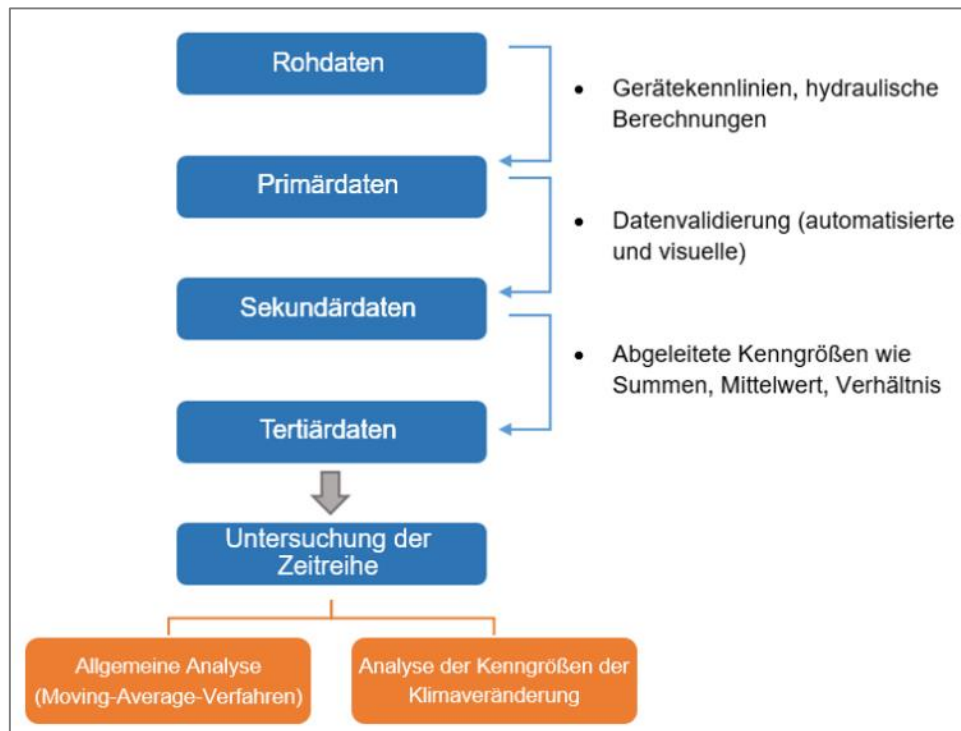 Rohdaten
• Gerätekennlinien, hydraulische
Berechnungen
Primärdaten
• Datenvalidierung (automatisierte
und visuelle)
Sekundärdaten
• Abgeleitete Kenngrößen wie
Summen, Mittelwert, Verhältnis
Tertiärdaten
Untersuchung der
Zeitreihe
Allgemeine Analyse
(Moving-Average-Verfahren)
Analyse der Kenngrößen der
Klimaveränderung